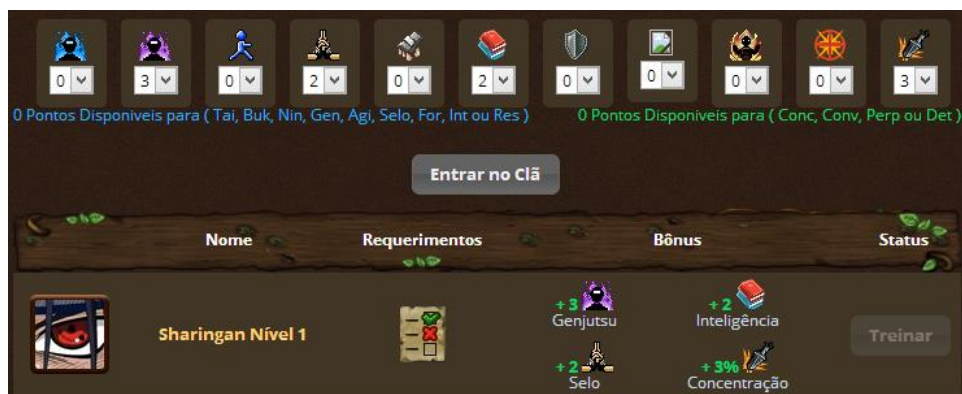 0 3 0 2 0 2 0 0 0 0 3
0 Pontos Disponiveis para ( Tai, Buk, Nin, Gen, Agi, Selo, For, Int ou Res ) 0 Pontos Disponiveis para ( Conc, Conv, Perp ou Det )
Entrar no Clã
Nome Requerimentos Bônus Status
+3 +2
Genjutsu Inteligência
Sharingan Nível 1 Treinar
+2 +3%
Selo Concentração